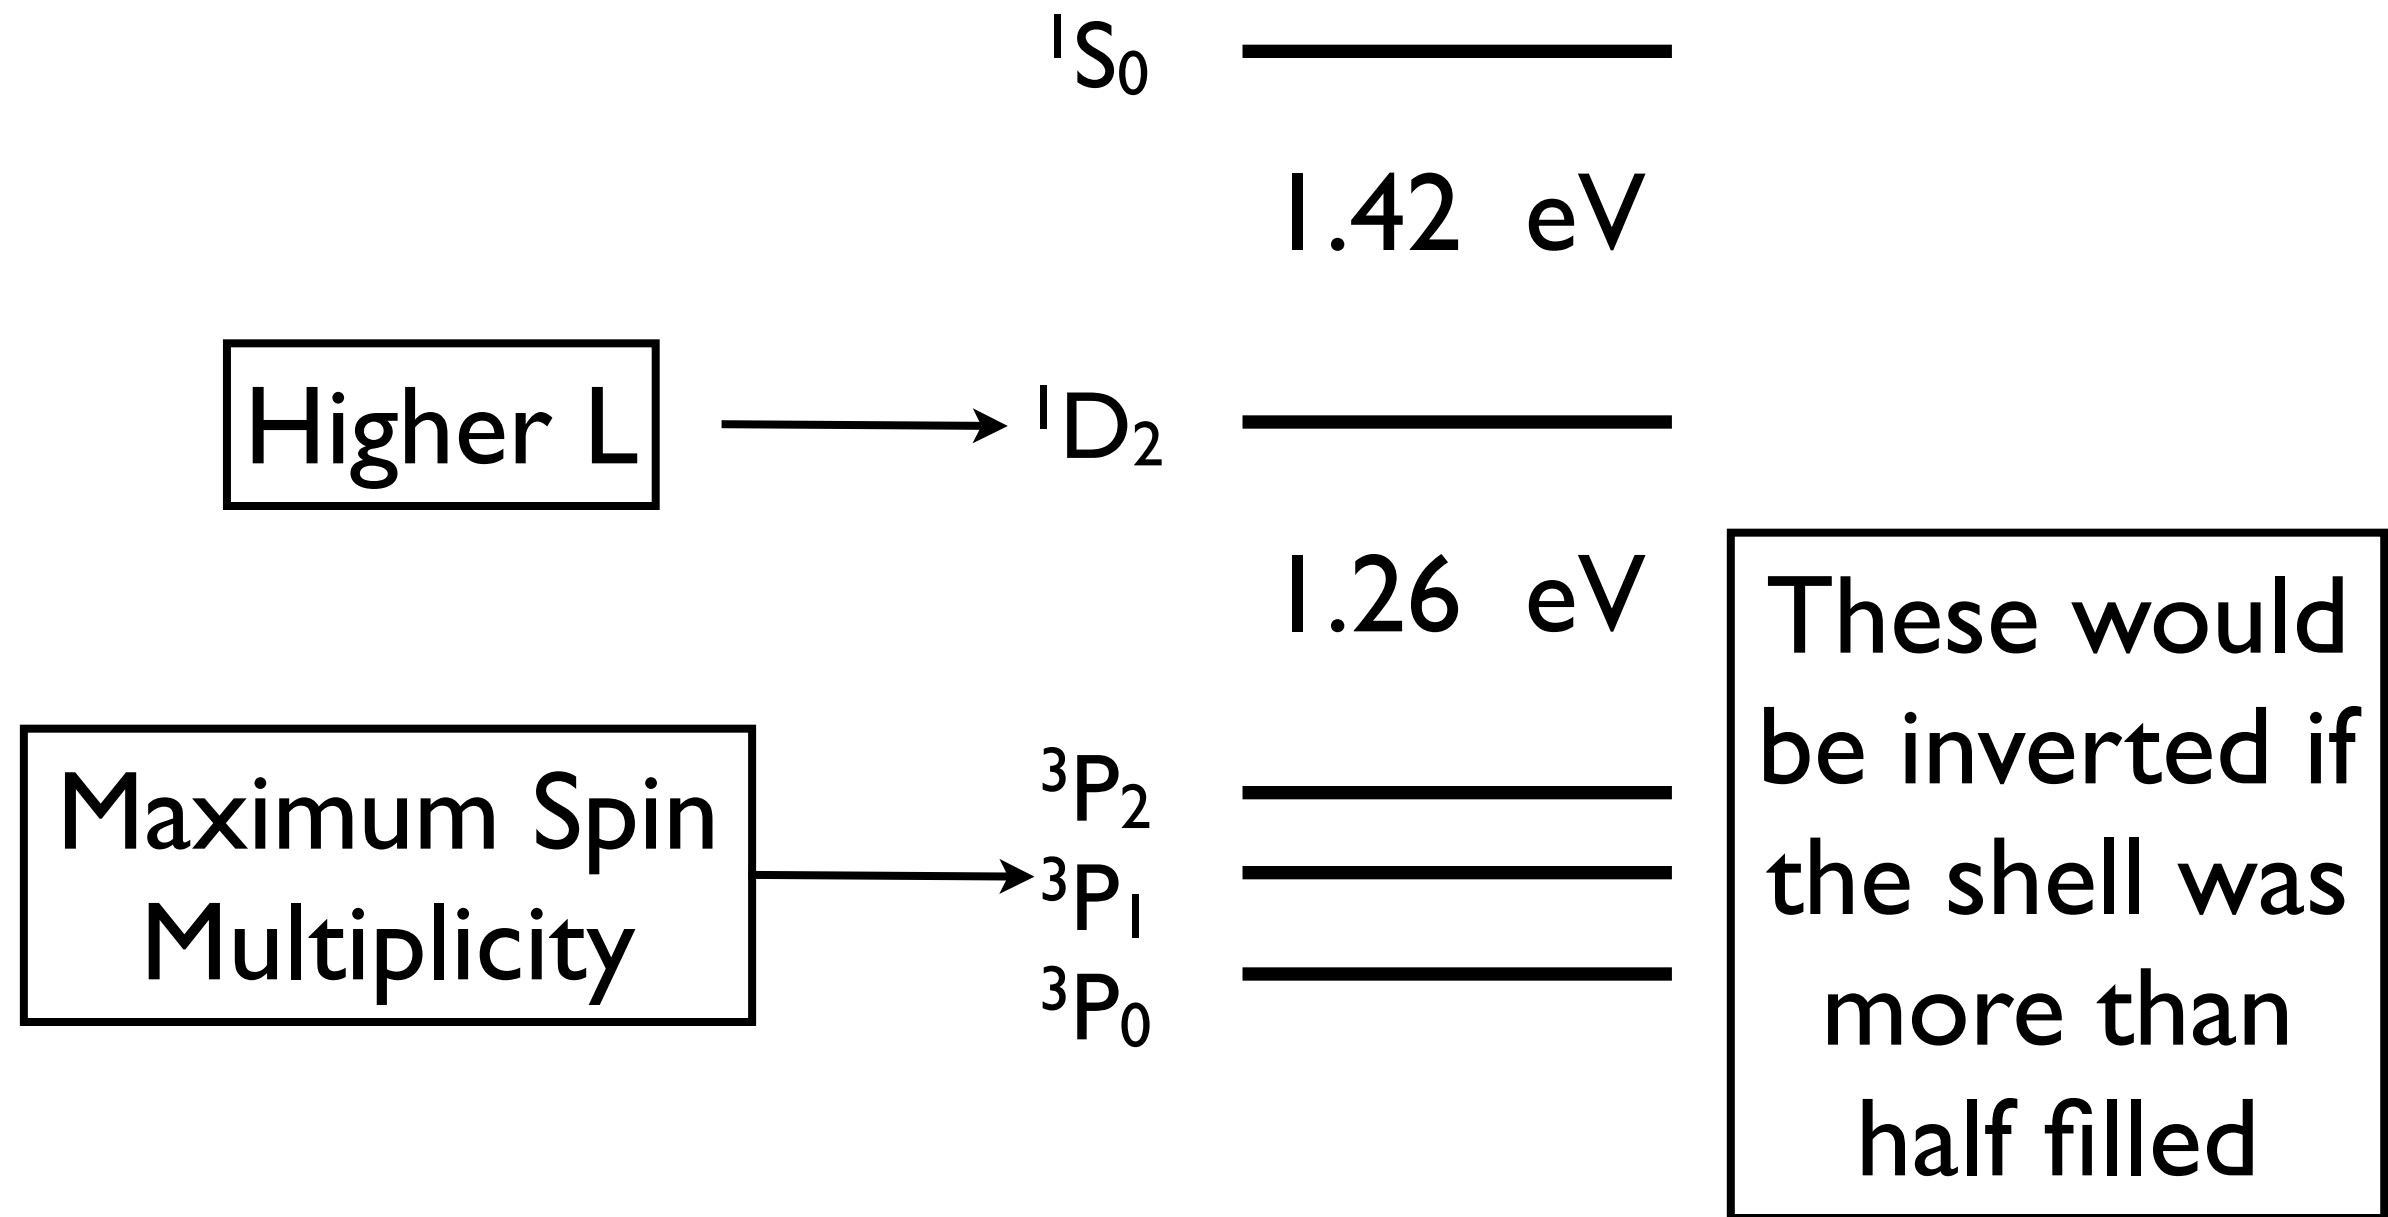 ¹S₀
1.42 eV
Higher L
¹D₂
1.26 eV
Maximum Spin
Multiplicity
³P₂
³P₁
³P₀
These would
be inverted if
the shell was
more than
half filled